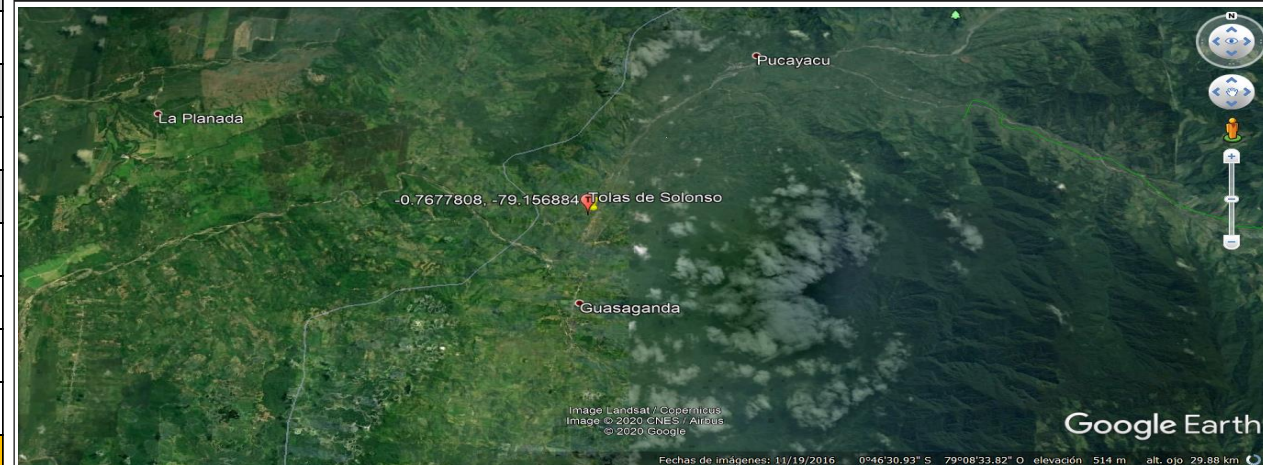 N
Pucayacu
La Planada
-0.7677808, -79.156884 Tolas de Solonso
Guasaganda
Image Landsat / Copernicus
Image © 2020 CNES / Airbus
© 2020 Google
Google Earth
Fechas de imágenes: 11/19/2016 0°46'30.93" S 79°08'33.82" O elevación 514 m alt. ojo 29.88 km